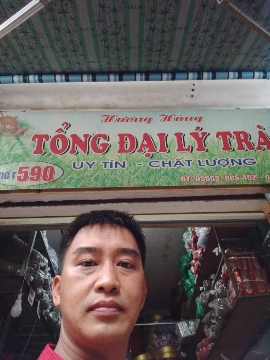 Hương Hùng
TỔNG ĐẠI LÝ TRÀ
UY TÍN - CHẤT LƯỢNG
590